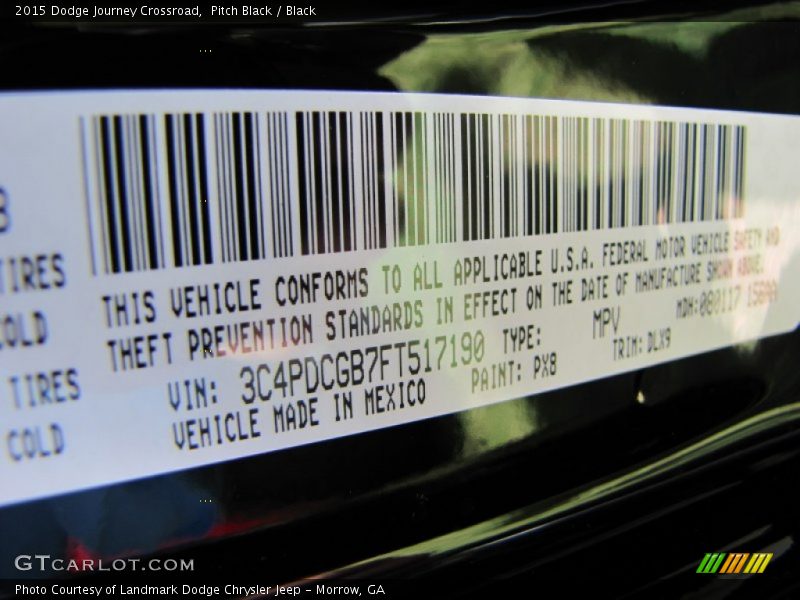 2015 Dodge Journey Crossroad, Pitch Black / Black
TIRES
COLD
TIRES
COLD
THIS VEHICLE CONFORMS TO ALL APPLICABLE U.S.A. FEDERAL MOTOR VEHICLE SAFETY AND
THEFT PREVENTION STANDARDS IN EFFECT ON THE DATE OF MANUFACTURE SHOWN ABOVE.
VIN: 3C4PDCGB7FT517190 TYPE: MPV MDH:080117
VEHICLE MADE IN MEXICO PAINT: PX8 TRIM: DLX9
GTCARLOT.COM
Photo Courtesy of Landmark Dodge Chrysler Jeep - Morrow, GA